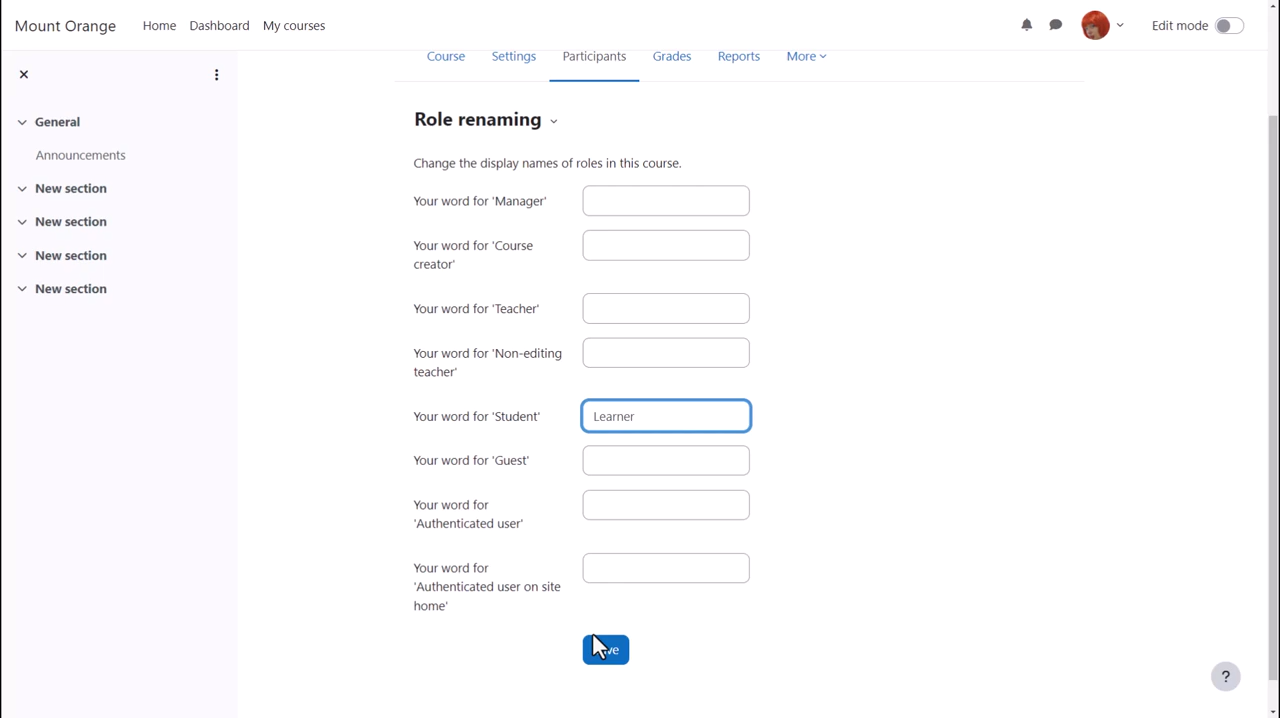 Mount Orange Home Dashboard My courses Edit mode
Course Settings Participants Grades Reports More
General
Announcements
New section
New section
New section
New section
Role renaming
Change the display names of roles in this course.
Your word for 'Manager'
Your word for 'Course
creator'
Your word for 'Teacher'
Your word for 'Non-editing
teacher'
Your word for 'Student' Learner
Your word for 'Guest'
Your word for
'Authenticated user'
Your word for
'Authenticated user on site
home'
?